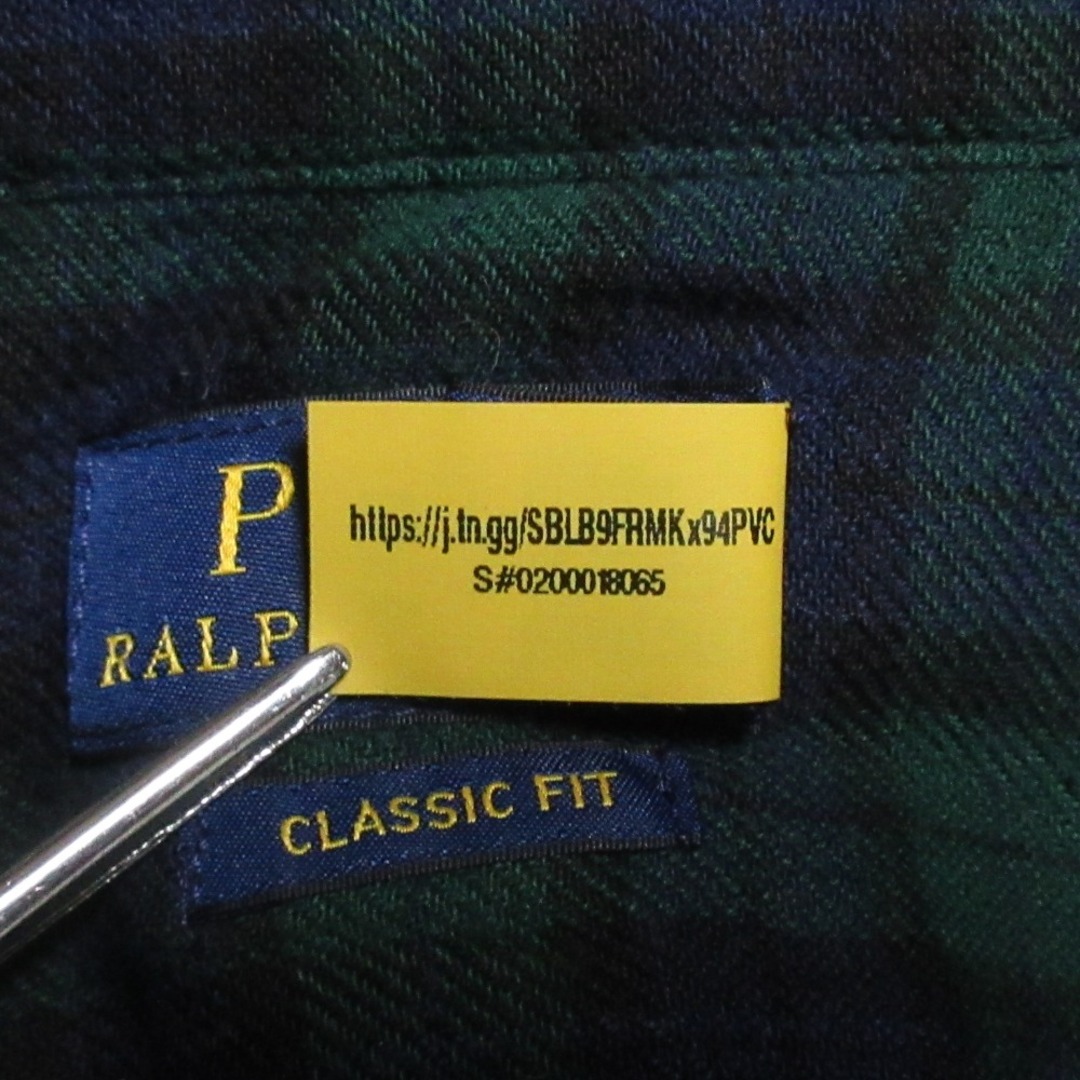 P
RALP
https://j.tn.gg/SBLB9FRMKx94PVC
S#0200018065
CLASSIC FIT